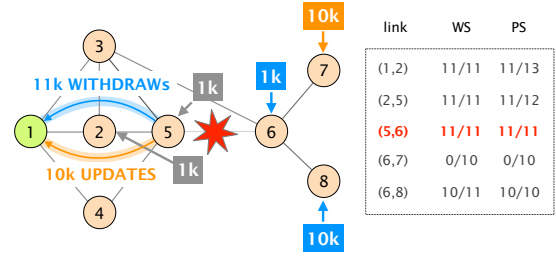 10k
link WS PS
3
7
(1,2) 11/11 11/13
11k WITHDRAWs
1k
1k
(2,5) 11/11 11/12
1
2
5
6
(5,6) 11/11 11/11
(6,7) 0/10 0/10
10k UPDATES
1k
8
(6,8) 10/11 10/10
4
10k